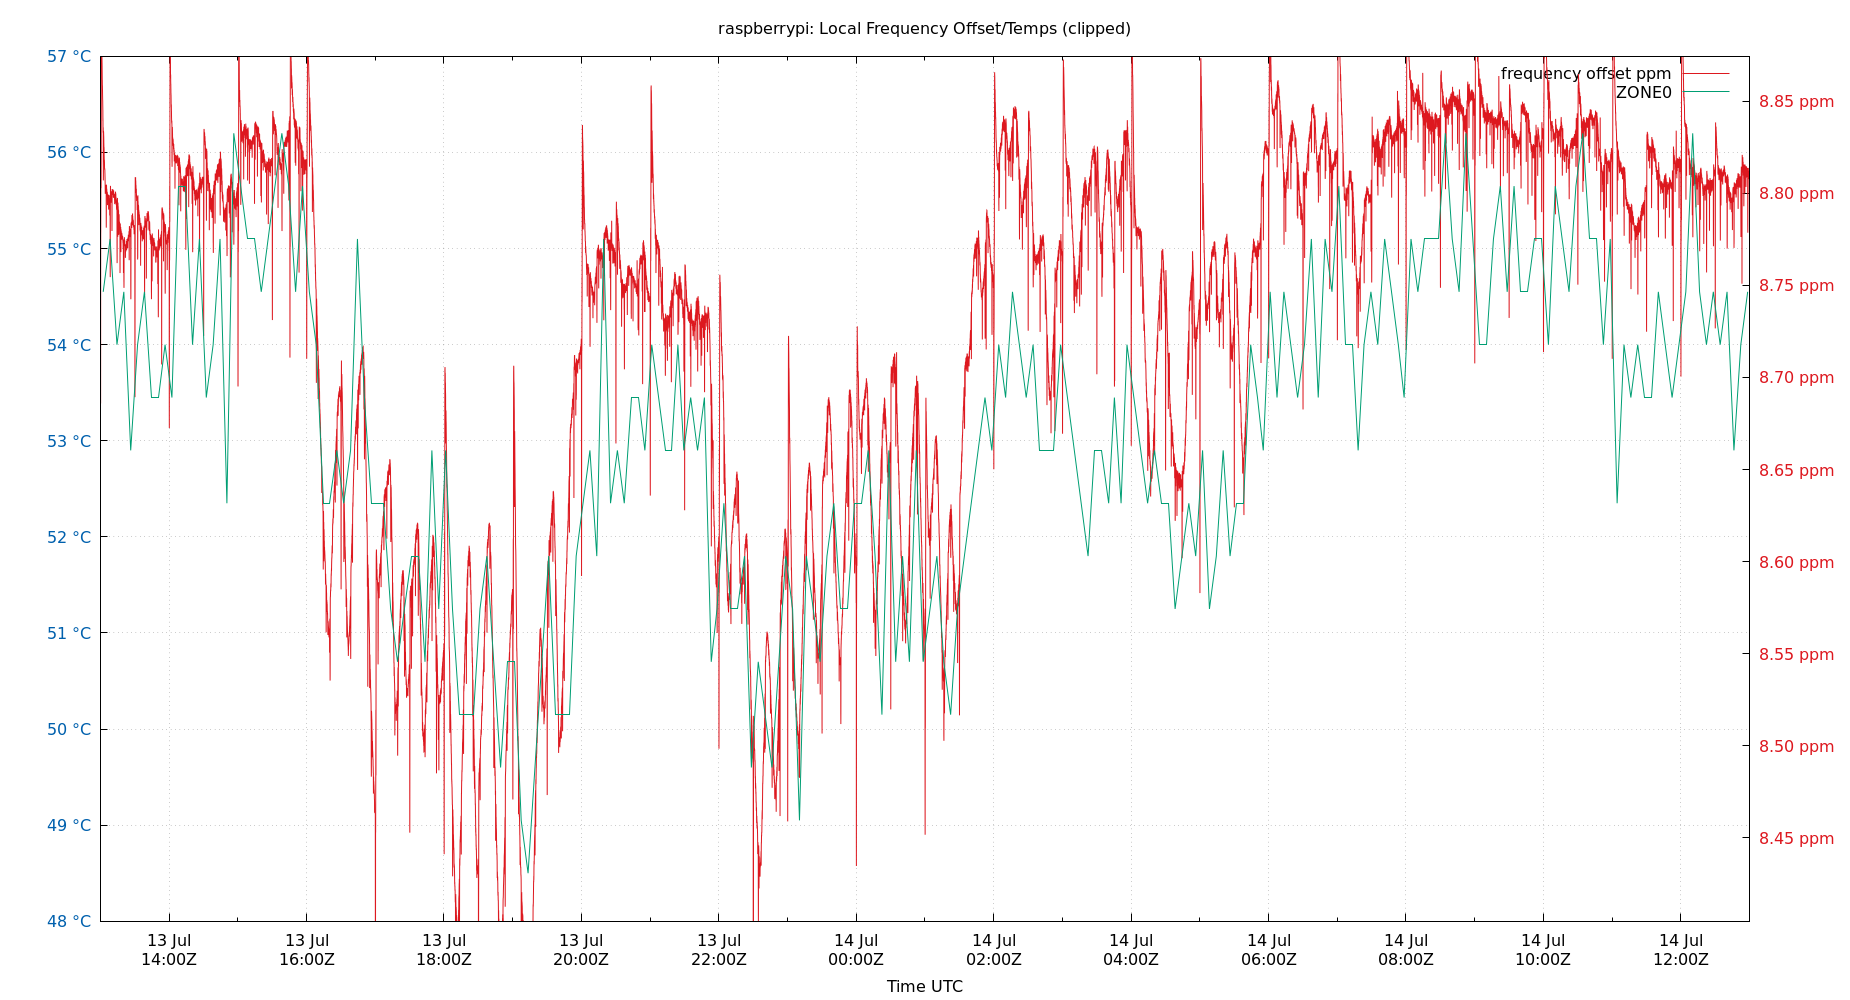 raspberrypi: Local Frequency Offset/Temps (clipped)
57 °C
56 °C
55 °C
54 °C
53 °C
52 °C
51 °C
50 °C
49 °C
48 °C
frequency offset ppm
ZONE0
8.85 ppm
8.80 ppm
8.75 ppm
8.70 ppm
8.65 ppm
8.60 ppm
8.55 ppm
8.50 ppm
8.45 ppm
13 Jul
14:00Z
13 Jul
16:00Z
13 Jul
18:00Z
13 Jul
20:00Z
13 Jul
22:00Z
14 Jul
00:00Z
14 Jul
02:00Z
14 Jul
04:00Z
14 Jul
06:00Z
14 Jul
08:00Z
14 Jul
10:00Z
14 Jul
12:00Z
Time UTC